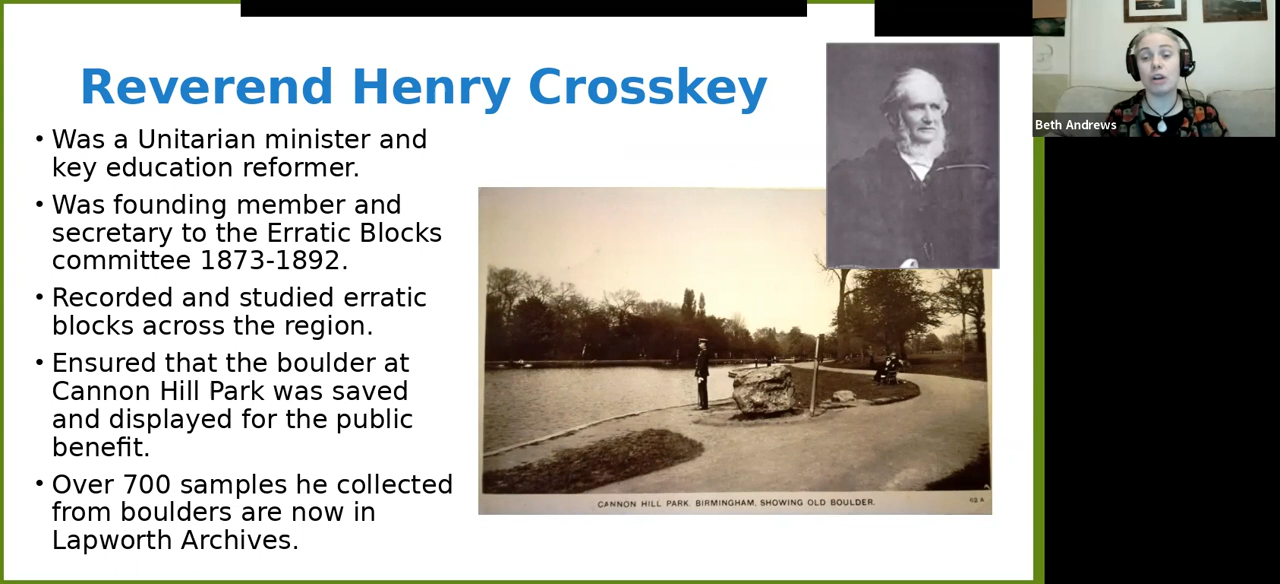 Reverend Henry Crosskey
• Was a Unitarian minister and
key education reformer.
• Was founding member and
secretary to the Erratic Blocks
committee 1873-1892.
• Recorded and studied erratic
blocks across the region.
• Ensured that the boulder at
Cannon Hill Park was saved
and displayed for the public
benefit.
• Over 700 samples he collected
from boulders are now in
Lapworth Archives.
CANNON HILL PARK. BIRMINGHAM, SHOWING OLD BOULDER.
Beth Andrews